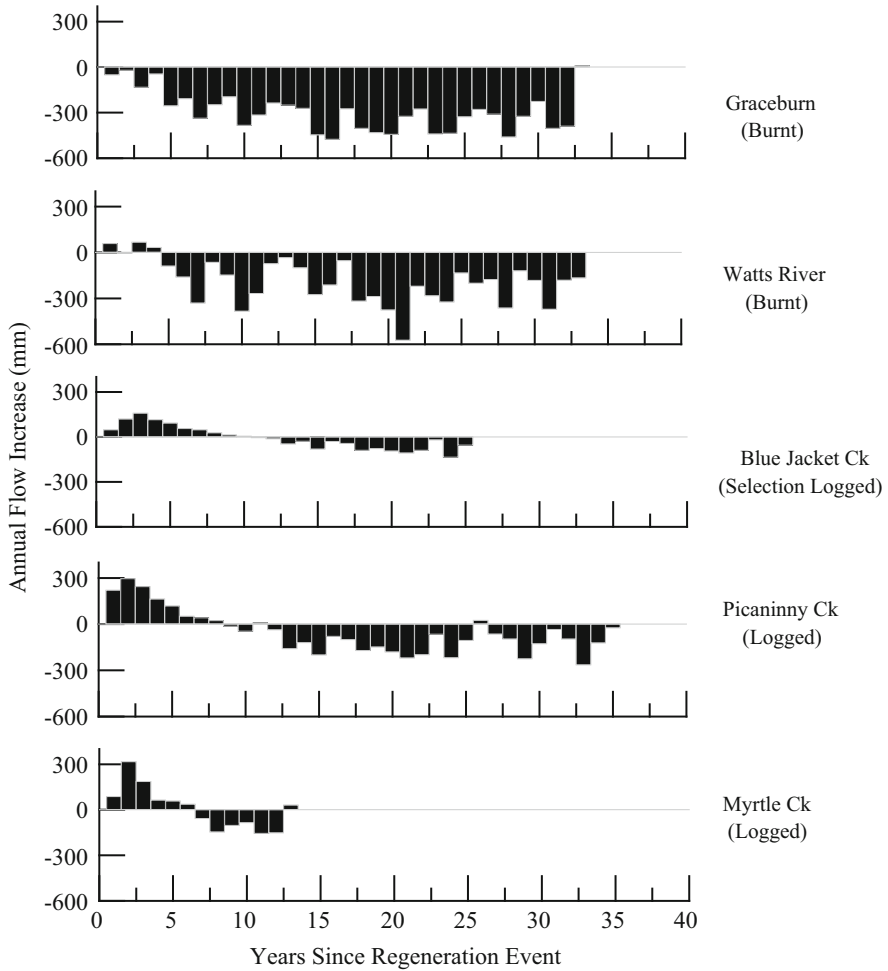 300
0
-300
-600
Graceburn
(Burnt)
300
0
-300
-600
Watts River
(Burnt)
300
0
-300
-600
Blue Jacket Ck
(Selection Logged)
300
0
-300
-600
Picaninny Ck
(Logged)
300
0
-300
-600
Myrtle Ck
(Logged)
Annual Flow Increase (mm)
0 5 10 15 20 25 30 35 40
Years Since Regeneration Event